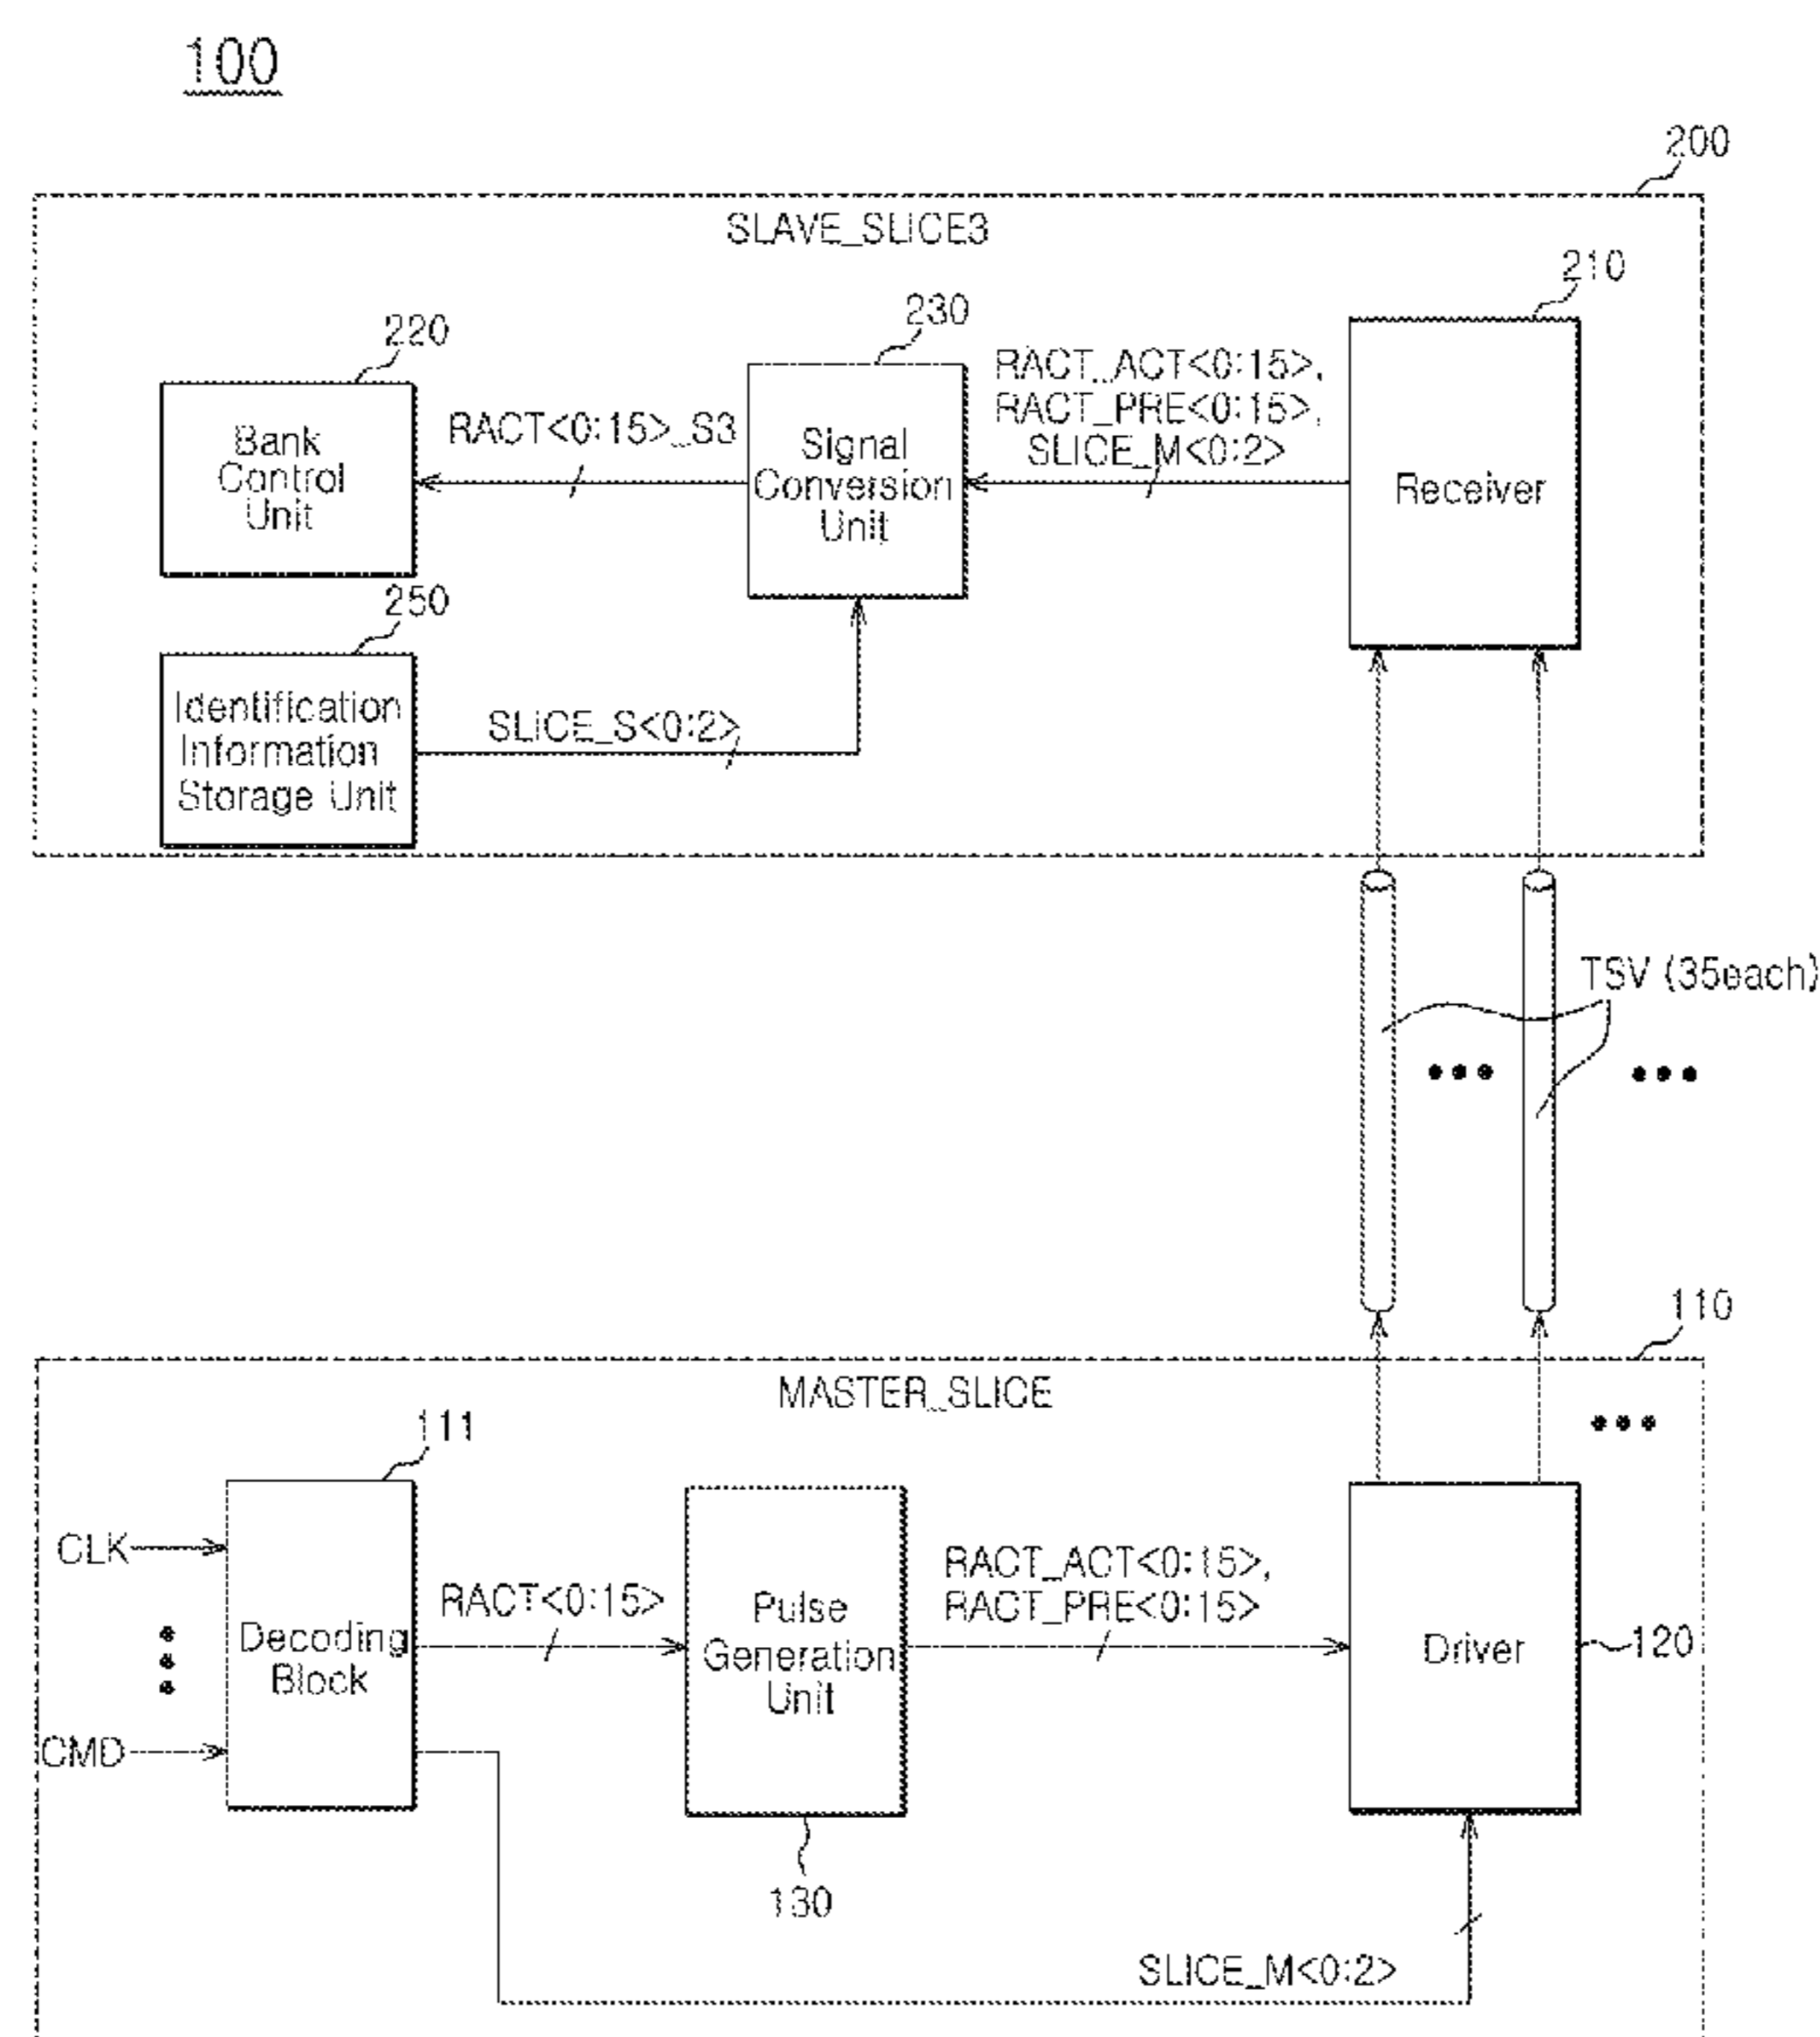 100
200
SLAVE_SLICE3
210
230
220
RACT_ACT<0:15>,
RACT_PRE<0:15>,
SLICE_M<0:2>
RACT<0:15>_S3
Bank
Control
Unit
Signal
Conversion
Unit
Receiver
250
Identification
Information
Storage Unit
SLICE_S<0:2>
TSV (35each)
110
MASTER_SLICE
111
CLK
CMD
Decoding
Block
RACT<0:15>
Pulse
Generation
Unit
RACT_ACT<0:15>,
RACT_PRE<0:15>
Driver
120
130
SLICE_M<0:2>